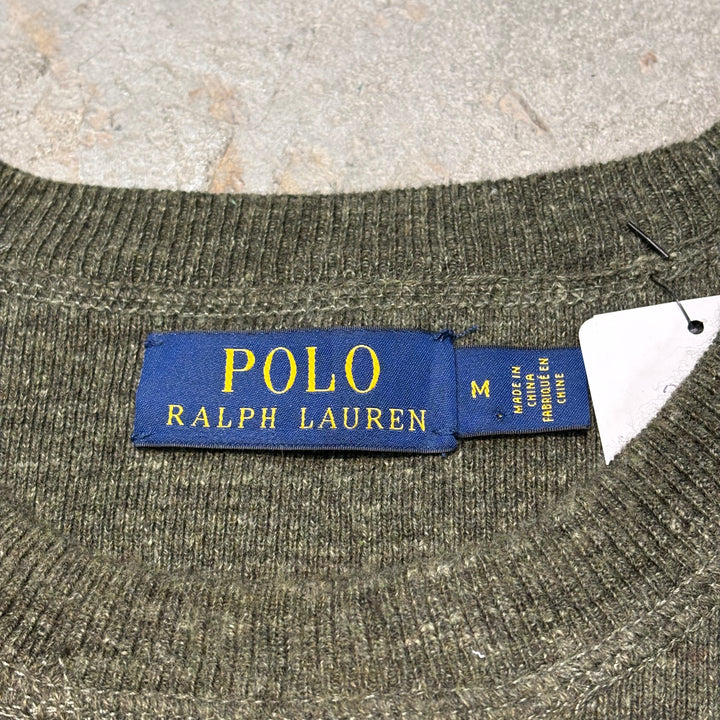 POLO
RALPH LAUREN
M
MADE IN
CHINA
FABRIQUÉ EN
CHINE